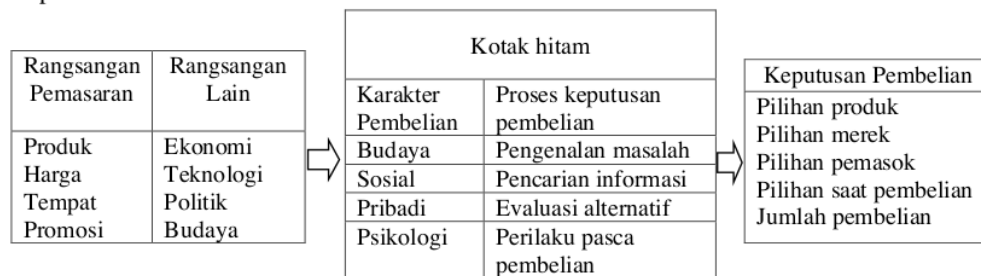 Rangsangan Pemasaran
Rangsangan Lain
Produk
Harga
Tempat
Promosi
Ekonomi
Teknologi
Politik
Budaya
Kotak hitam
Karakter Pembelian
Proses keputusan pembelian
Budaya
Pengenalan masalah
Sosial
Pencarian informasi
Pribadi
Evaluasi alternatif
Psikologi
Perilaku pasca pembelian
Keputusan Pembelian
Pilihan produk
Pilihan merek
Pilihan pemasok
Pilihan saat pembelian
Jumlah pembelian